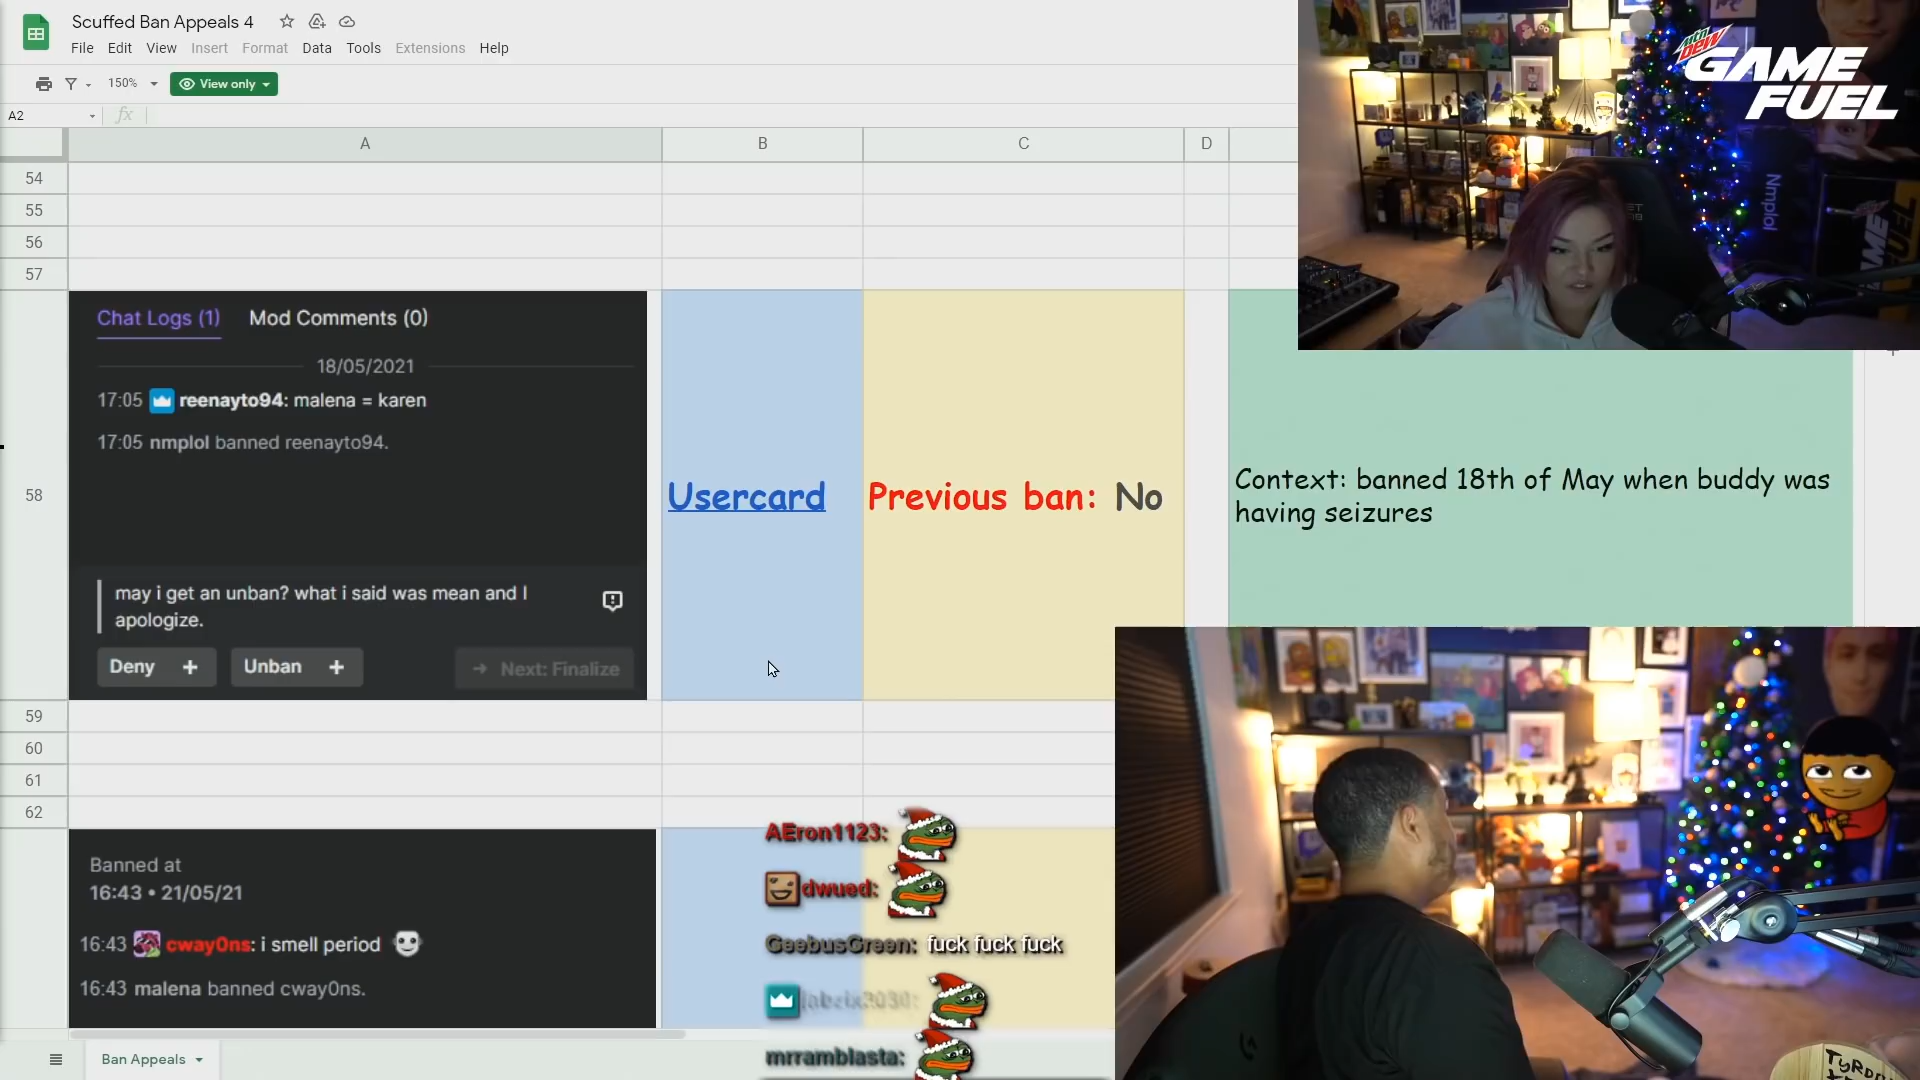 Scuffed Ban Appeals 4
File Edit View Insert Format Data Tools Extensions Help
150% View only
A2 fx
A B C D
54
55
56
57
58
59
60
61
62
Chat Logs (1) Mod Comments (0)
18/05/2021
17:05 reenayto94: malena = karen
17:05 nmplol banned reenayto94.
may i get an unban? what i said was mean and I
apologize.
Deny + Unban + → Next: Finalize
Usercard
Previous ban: No
Context: banned 18th of May when buddy was
having seizures
Banned at
16:43 • 21/05/21
16:43 cway0ns: i smell period
16:43 malena banned cway0ns.
AEron1123:
dwued:
GeebusGreen: fuck fuck fuck
mrramblasta:
Ban Appeals
mtn
DEW
GAME
FUEL
Nmplol